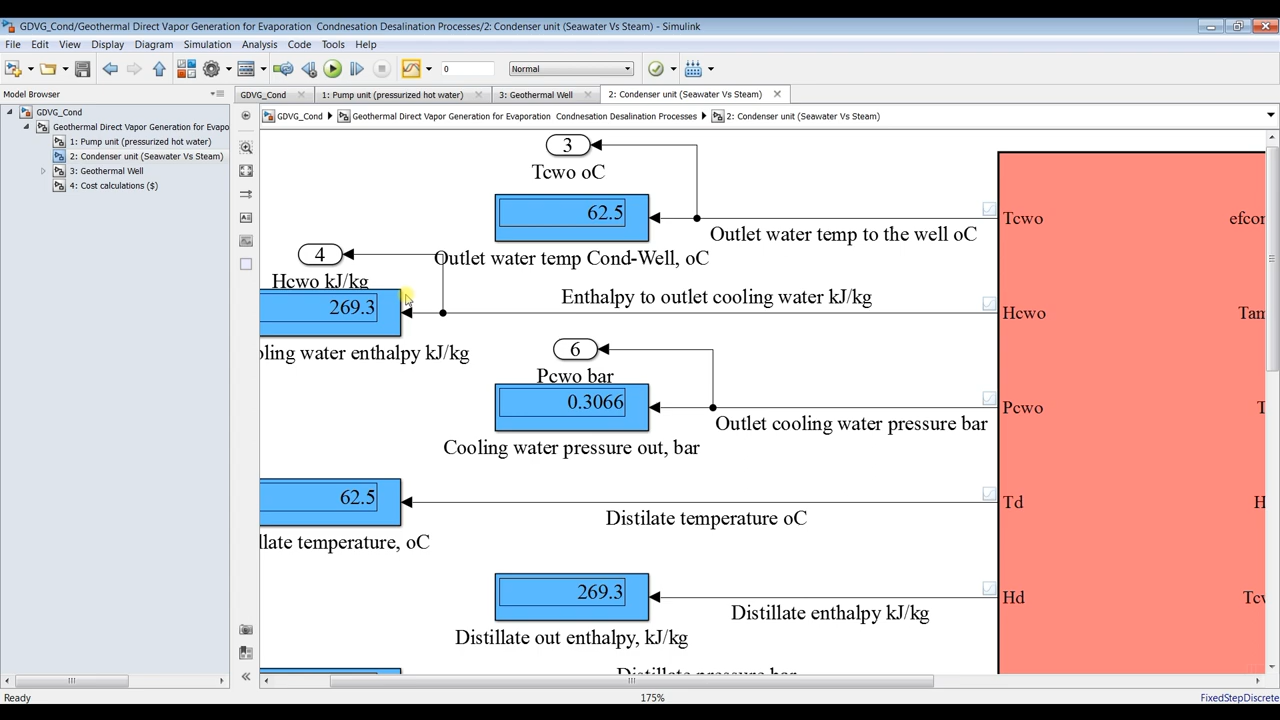 GDVG_Cond/Geothermal Direct Vapor Generation for Evaporation  Condnesation Desalination Processes/2: Condenser unit (Seawater Vs Steam) - Simulink
File Edit View Display Diagram Simulation Analysis Code Tools Help
0 Normal
Model Browser
GDVG_Cond 1: Pump unit (pressurized hot water) 3: Geothermal Well 2: Condenser unit (Seawater Vs Steam)
GDVG_Cond Geothermal Direct Vapor Generation for Evaporation  Condnesation Desalination Processes 2: Condenser unit (Seawater Vs Steam)
GDVG_Cond
Geothermal Direct Vapor Generation for Evapo
1: Pump unit (pressurized hot water)
2: Condenser unit (Seawater Vs Steam)
3: Geothermal Well
4: Cost calculations ($)
3
Tcwo oC
62.5
Tcwo
efcon
Outlet water temp to the well oC
4
Outlet water temp Cond-Well, oC
Hcwo kJ/kg
Enthalpy to outlet cooling water kJ/kg
269.3
Hcwo
Tam
6
oling water enthalpy kJ/kg
Pcwo bar
0.3066
Pcwo
T
Outlet cooling water pressure bar
Cooling water pressure out, bar
62.5
Td
H
Distilate temperature oC
llate temperature, oC
269.3
Hd
Tcv
Distillate enthalpy kJ/kg
Distillate out enthalpy, kJ/kg
Distillate pressure bar
Ready 175% FixedStepDiscrete